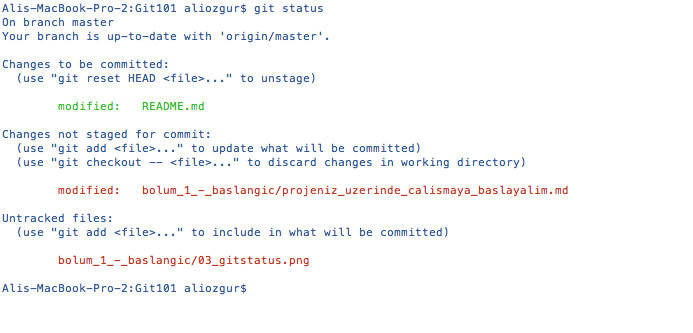 Alis-MacBook-Pro-2:Git101 aliozgur$ git status
On branch master
Your branch is up-to-date with 'origin/master'.
Changes to be committed:
(use "git reset HEAD <file>..." to unstage)
modified: README.md
Changes not staged for commit:
(use "git add <file>..." to update what will be committed)
(use "git checkout -- <file>..." to discard changes in working directory)
modified: bolum_1_-_baslangic/projeniz_uzerinde_calismaya_baslayalim.md
Untracked files:
(use "git add <file>..." to include in what will be committed)
bolum_1_-_baslangic/03_gitstatus.png
Alis-MacBook-Pro-2:Git101 aliozgur$